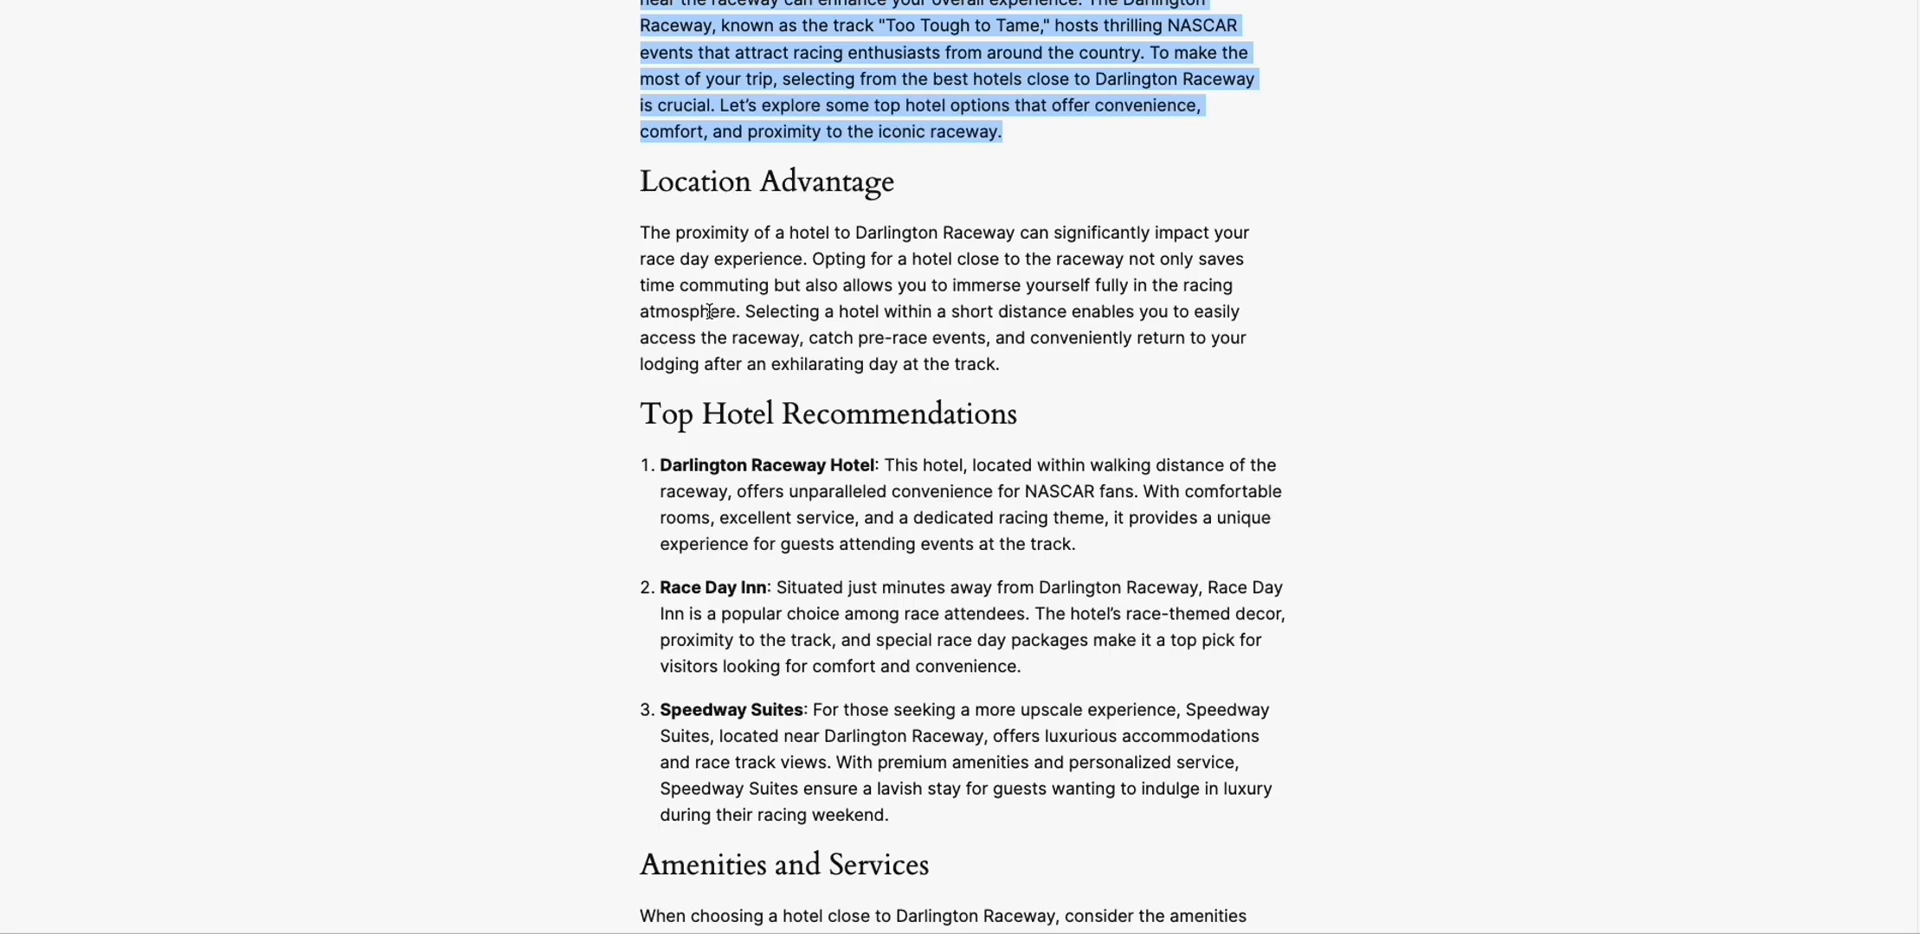 near the raceway can enhance your overall experience. The Darlington
Raceway, known as the track "Too Tough to Tame," hosts thrilling NASCAR
events that attract racing enthusiasts from around the country. To make the
most of your trip, selecting from the best hotels close to Darlington Raceway
is crucial. Let’s explore some top hotel options that offer convenience,
comfort, and proximity to the iconic raceway.
Location Advantage
The proximity of a hotel to Darlington Raceway can significantly impact your
race day experience. Opting for a hotel close to the raceway not only saves
time commuting but also allows you to immerse yourself fully in the racing
atmosphere. Selecting a hotel within a short distance enables you to easily
access the raceway, catch pre-race events, and conveniently return to your
lodging after an exhilarating day at the track.
Top Hotel Recommendations
1. Darlington Raceway Hotel: This hotel, located within walking distance of the
raceway, offers unparalleled convenience for NASCAR fans. With comfortable
rooms, excellent service, and a dedicated racing theme, it provides a unique
experience for guests attending events at the track.
2. Race Day Inn: Situated just minutes away from Darlington Raceway, Race Day
Inn is a popular choice among race attendees. The hotel’s race-themed decor,
proximity to the track, and special race day packages make it a top pick for
visitors looking for comfort and convenience.
3. Speedway Suites: For those seeking a more upscale experience, Speedway
Suites, located near Darlington Raceway, offers luxurious accommodations
and race track views. With premium amenities and personalized service,
Speedway Suites ensure a lavish stay for guests wanting to indulge in luxury
during their racing weekend.
Amenities and Services
When choosing a hotel close to Darlington Raceway, consider the amenities